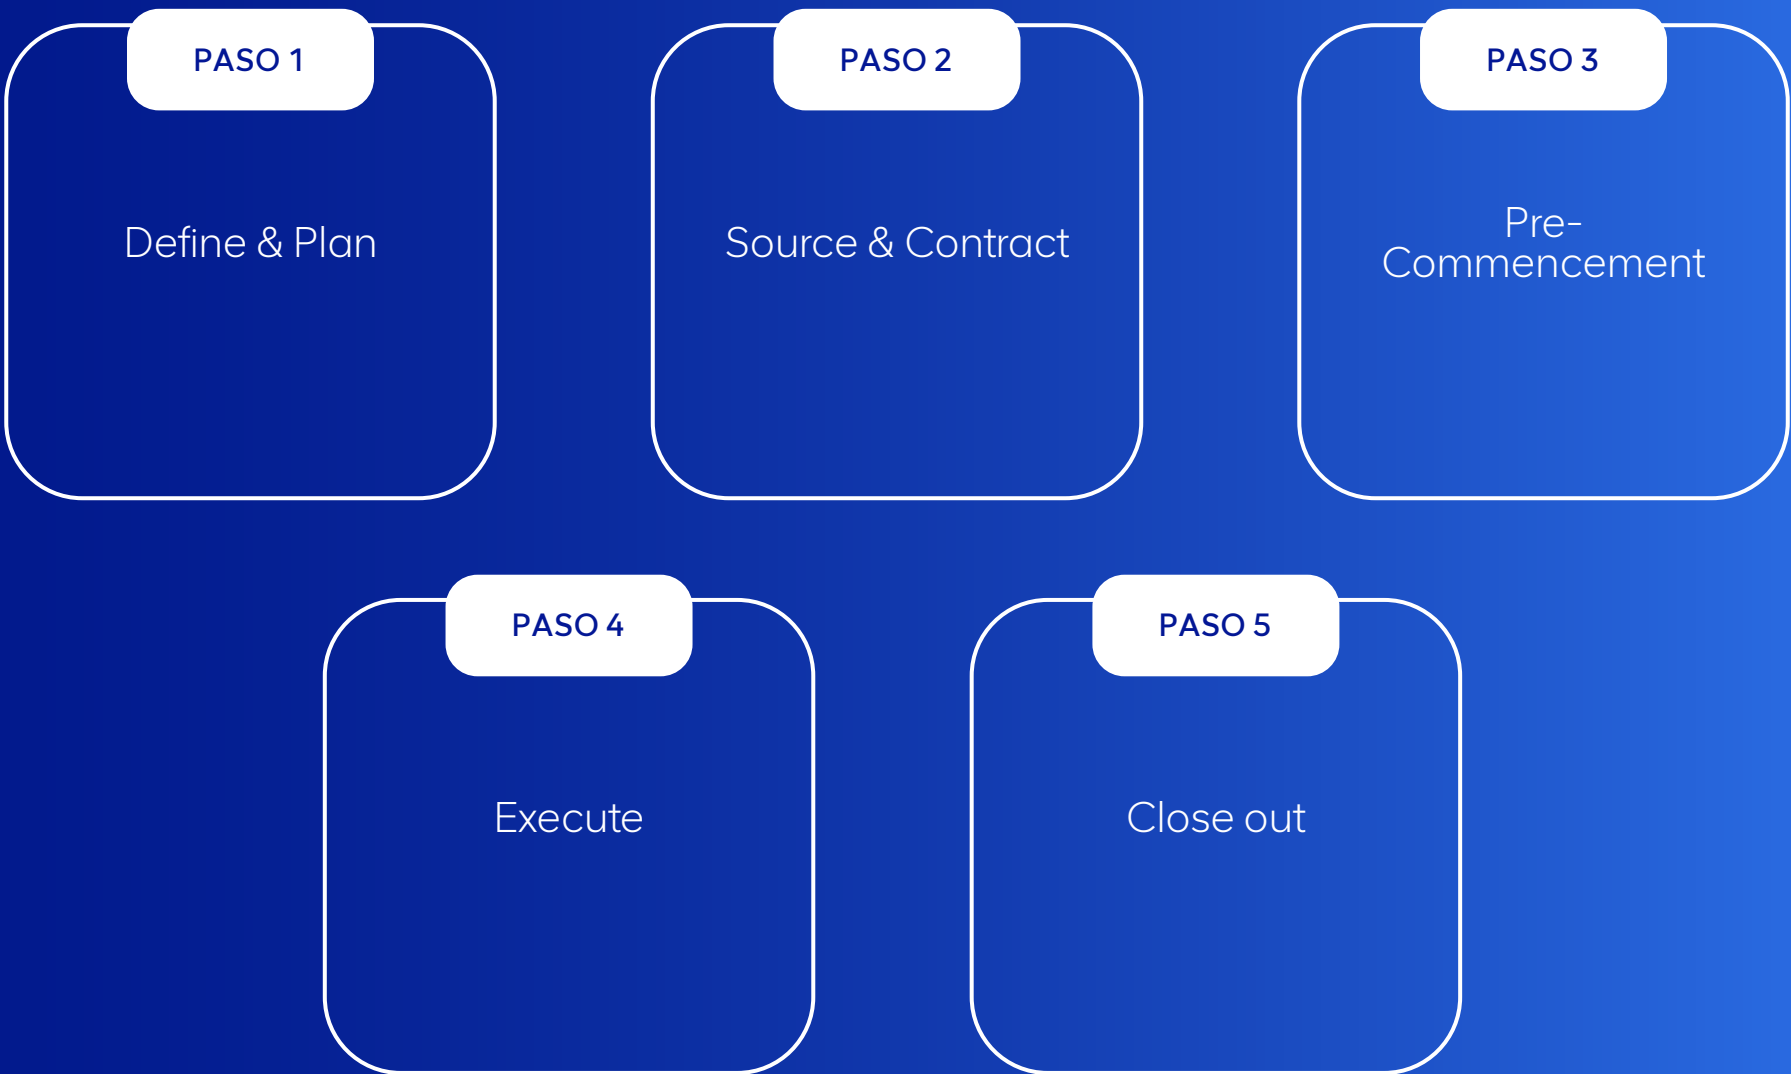 PASO 1
Define & Plan
PASO 2
Source & Contract
PASO 3
Pre-
Commencement
PASO 4
Execute
PASO 5
Close out